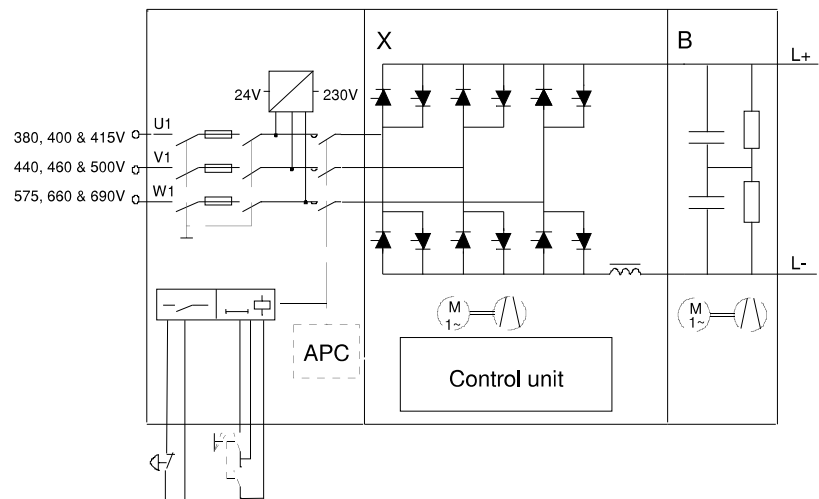 X
B
L+
24V
230V
U1
380, 400 & 415V
V1
440, 460 & 500V
W1
575, 660 & 690V
L-
M
1~
M
1~
APC
Control unit